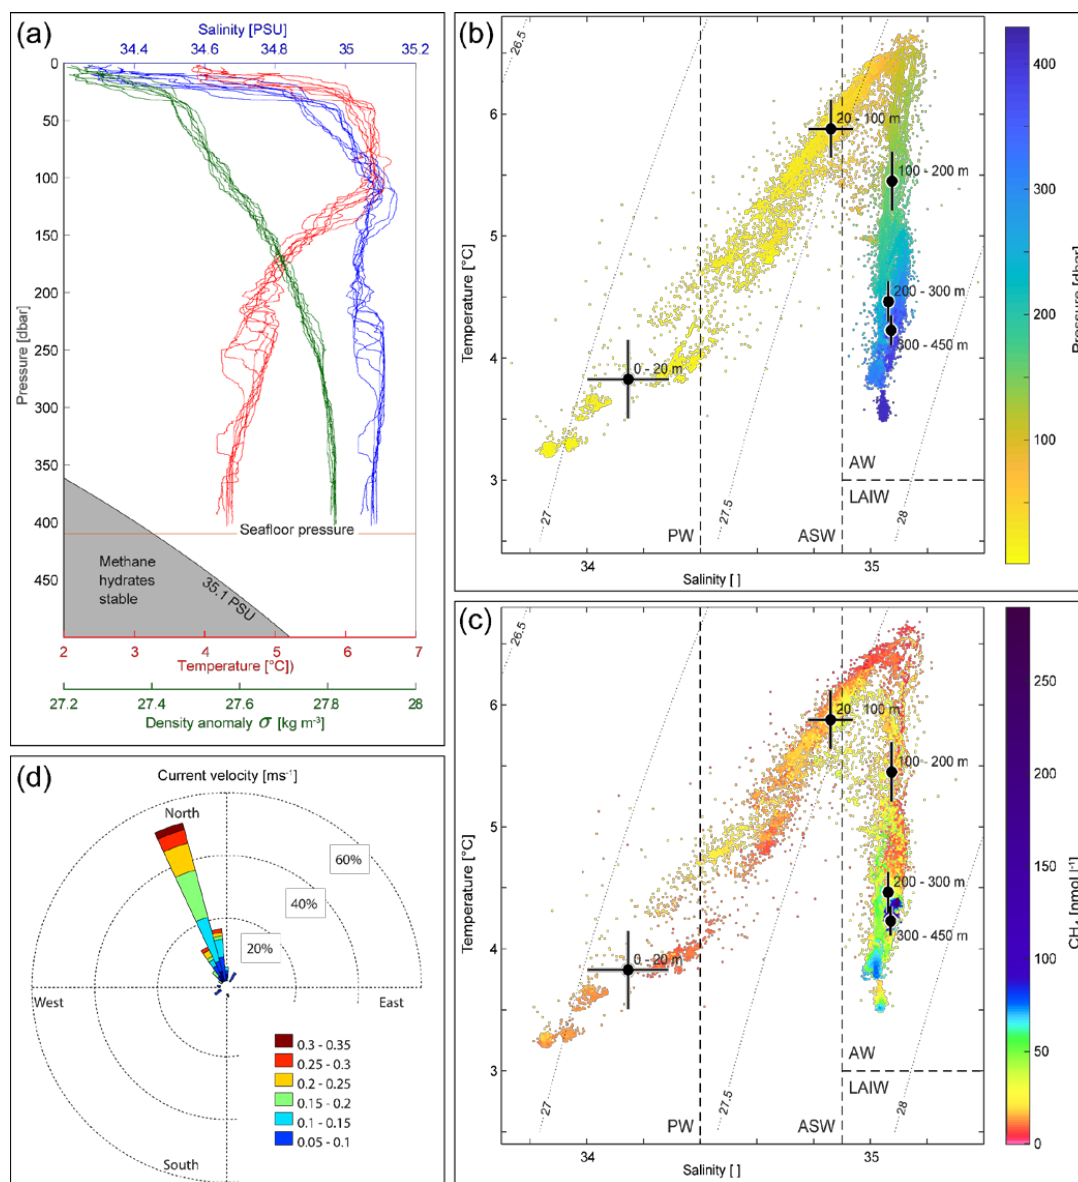 (a)
Salinity [PSU]
34.4 34.6 34.8 35 35.2
0
50
100
150
200
250
300
350
400
450
Pressure [dbar]
Seafloor pressure
Methane
hydrates
stable
35.1 PSU
2 3 4 5 6 7
Temperature [°C])
27.2 27.4 27.6 27.8 28
Density anomaly σ [kg m-3]
(b)
26.5
6
5
4
3
Temperature [°C]
20 - 100 m
100 - 200 m
200 - 300 m
300 - 450 m
0 - 20 m
AW
LAIW
27
27.5
28
PW
ASW
34 35
Salinity [ ]
400
300
200
100
Pressure [dbar]
(c)
26.5
6
5
4
3
Temperature [°C]
20 - 100 m
100 - 200 m
200 - 300 m
300 - 450 m
0 - 20 m
AW
LAIW
27
27.5
28
PW
ASW
34 35
Salinity [ ]
250
200
150
100
50
0
CH4 [nmol l-1]
(d)
Current velocity [ms-1]
North
60%
40%
20%
West East
0.3 - 0.35
0.25 - 0.3
0.2 - 0.25
0.15 - 0.2
0.1 - 0.15
0.05 - 0.1
South